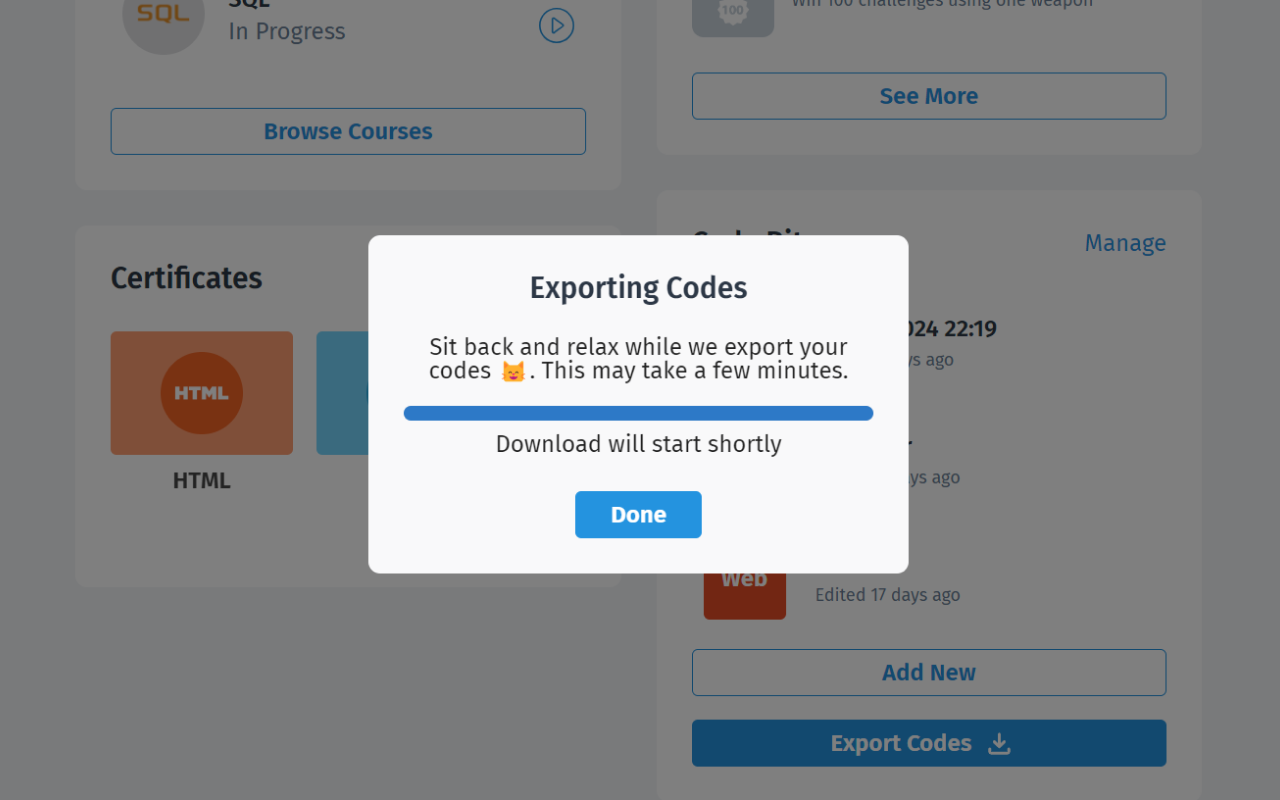 SQL
SQL
In Progress
Browse Courses
100
Win 100 challenges using one weapon
See More
Certificates
HTML
HTML
Manage
024 22:19
ys ago
ys ago
Web
Edited 17 days ago
Add New
Export Codes
Exporting Codes
Sit back and relax while we export your
codes 😼. This may take a few minutes.
Download will start shortly
Done